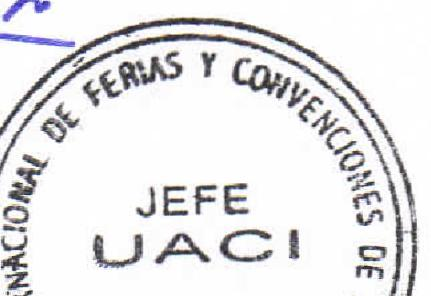 NACIONAL DE FERIAS Y CONVENCIONES DE
JEFE
UACI